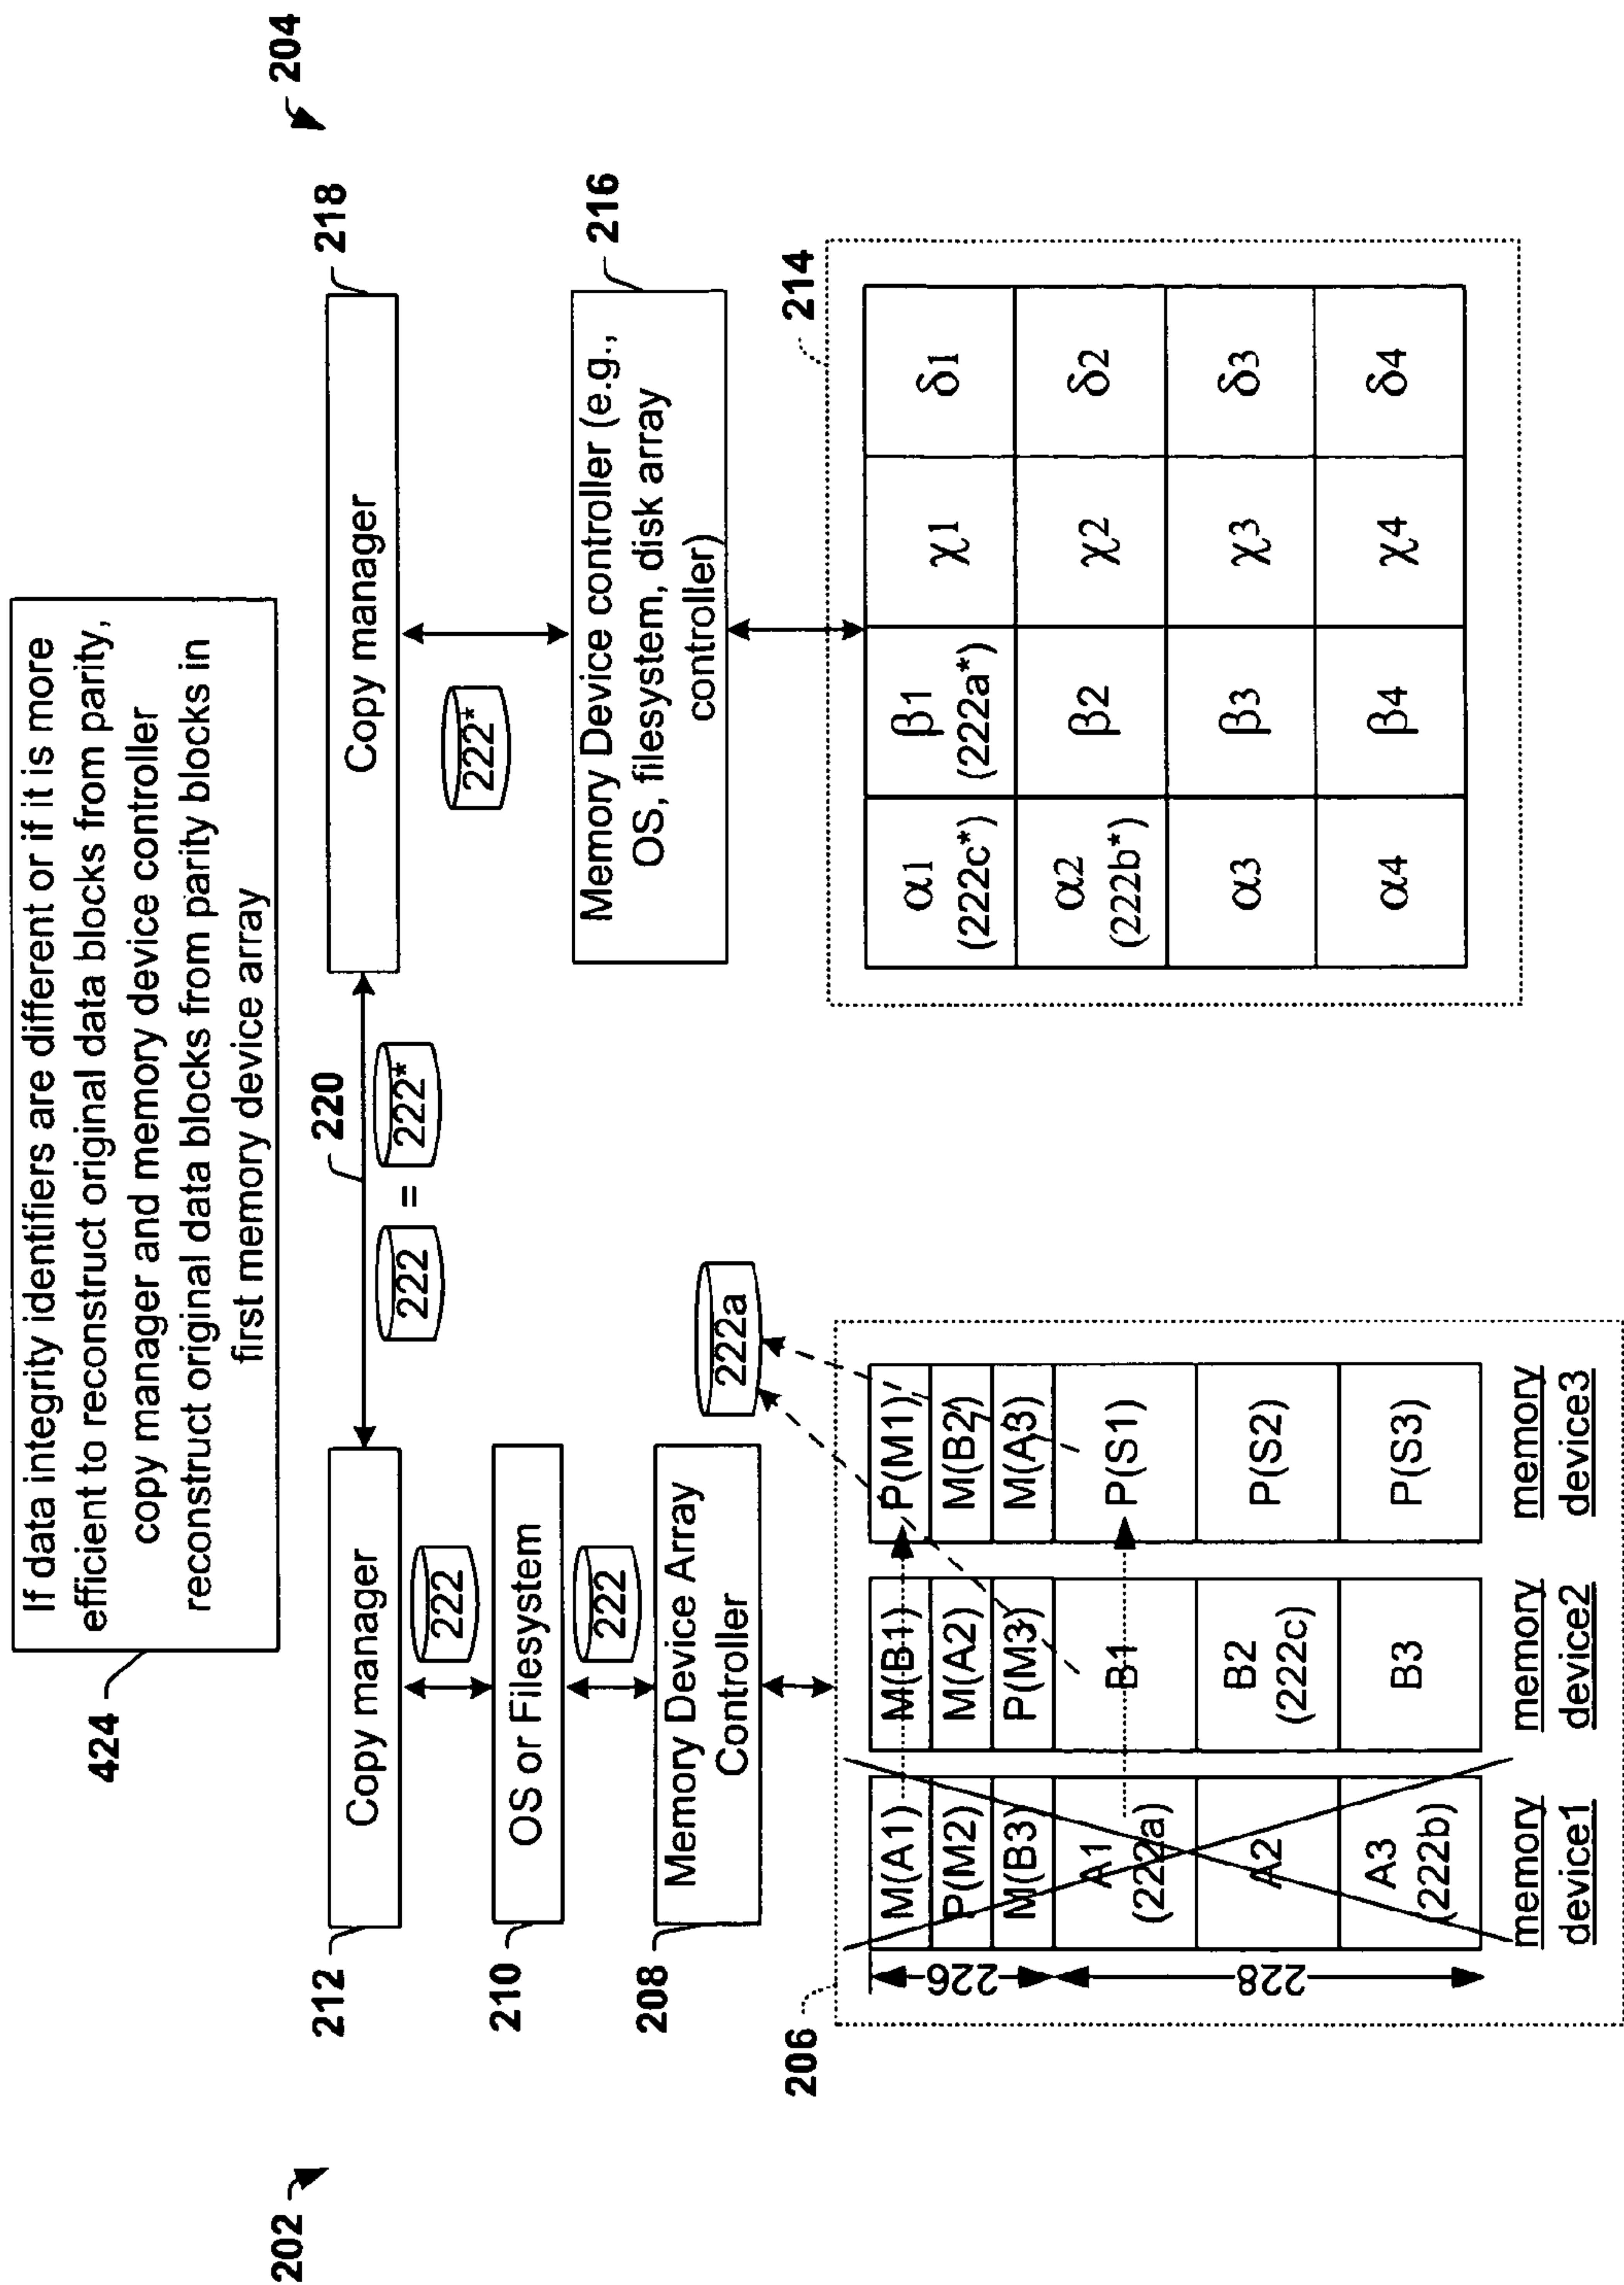 If data integrity identifiers are different or if it is more
efficient to reconstruct original data blocks from parity,
copy manager and memory device controller
reconstruct original data blocks from parity blocks in
first memory device array
424
202
204
212
Copy manager
220
218
Copy manager
222 = 222*
222
222*
210
OS or Filesystem
222
208
Memory Device Array
Controller
216
Memory Device controller (e.g.,
OS, filesystem, disk array
controller)
222a
206
226
228
M(A1)
P(M2)
M(B3)
A1
(222a)
A2
A3
(222b)
memory
device1
M(B1)
M(A2)
P(M3)
B1
B2
(222c)
B3
memory
device2
P(M1)
M(B2)
M(A3)
P(S1)
P(S2)
P(S3)
memory
device3
214
α1
(222c*)
β1
(222a*)
χ1
δ1
α2
(222b*)
β2
χ2
δ2
α3
β3
χ3
δ3
α4
β4
χ4
δ4